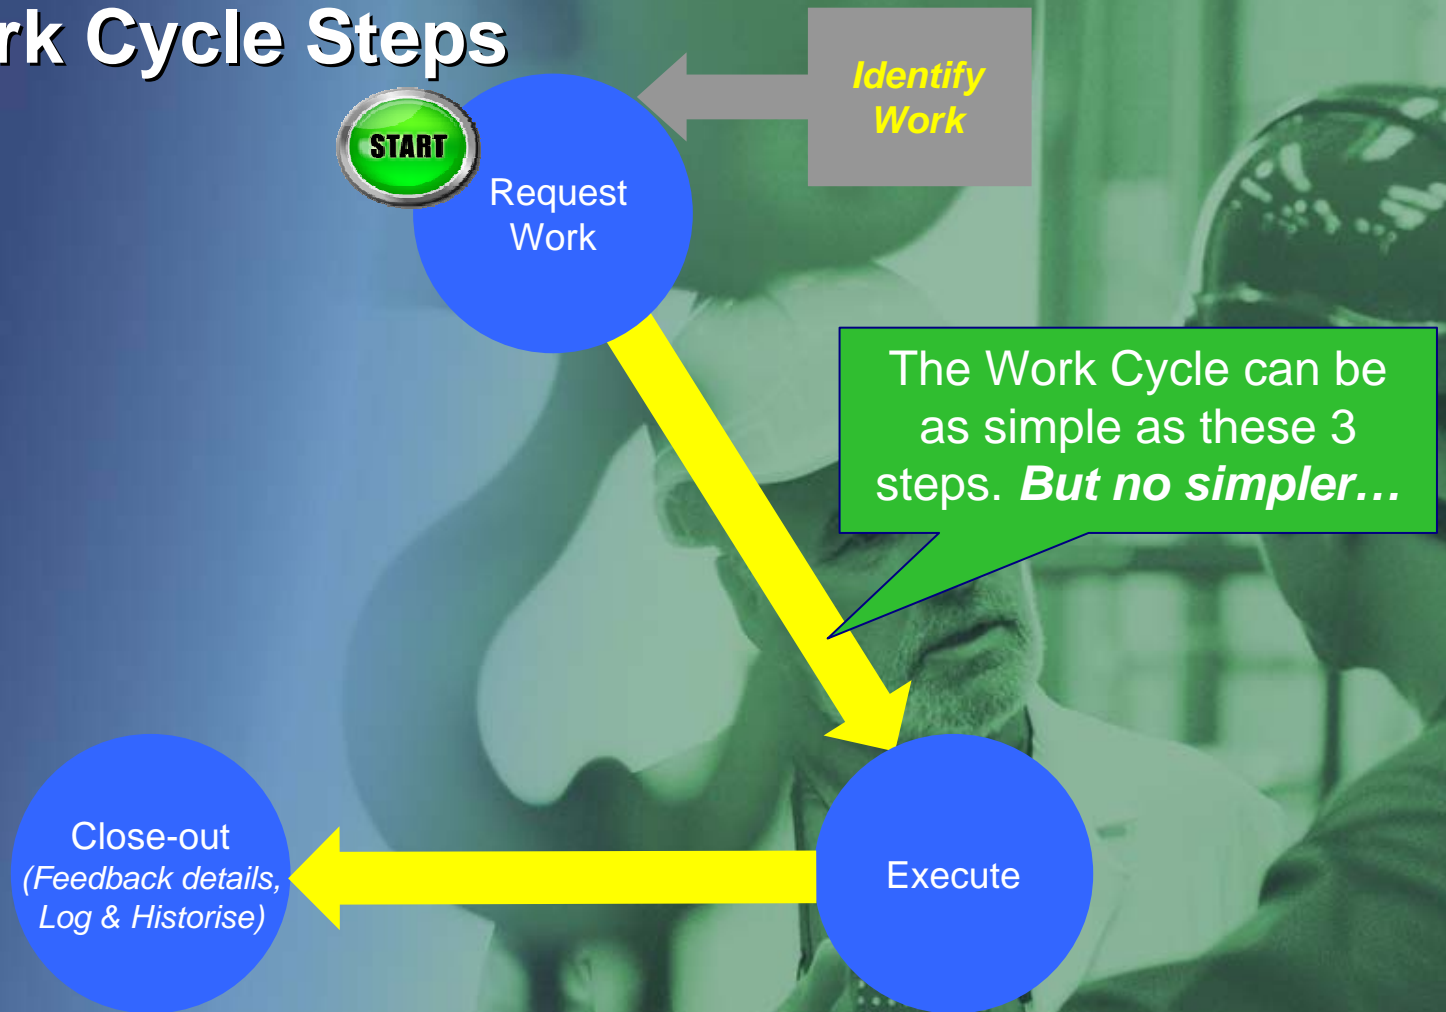 rk Cycle Steps
Identify
Work
START
Request
Work
The Work Cycle can be
as simple as these 3
steps. But no simpler…
Close-out
(Feedback details,
Log & Historise)
Execute